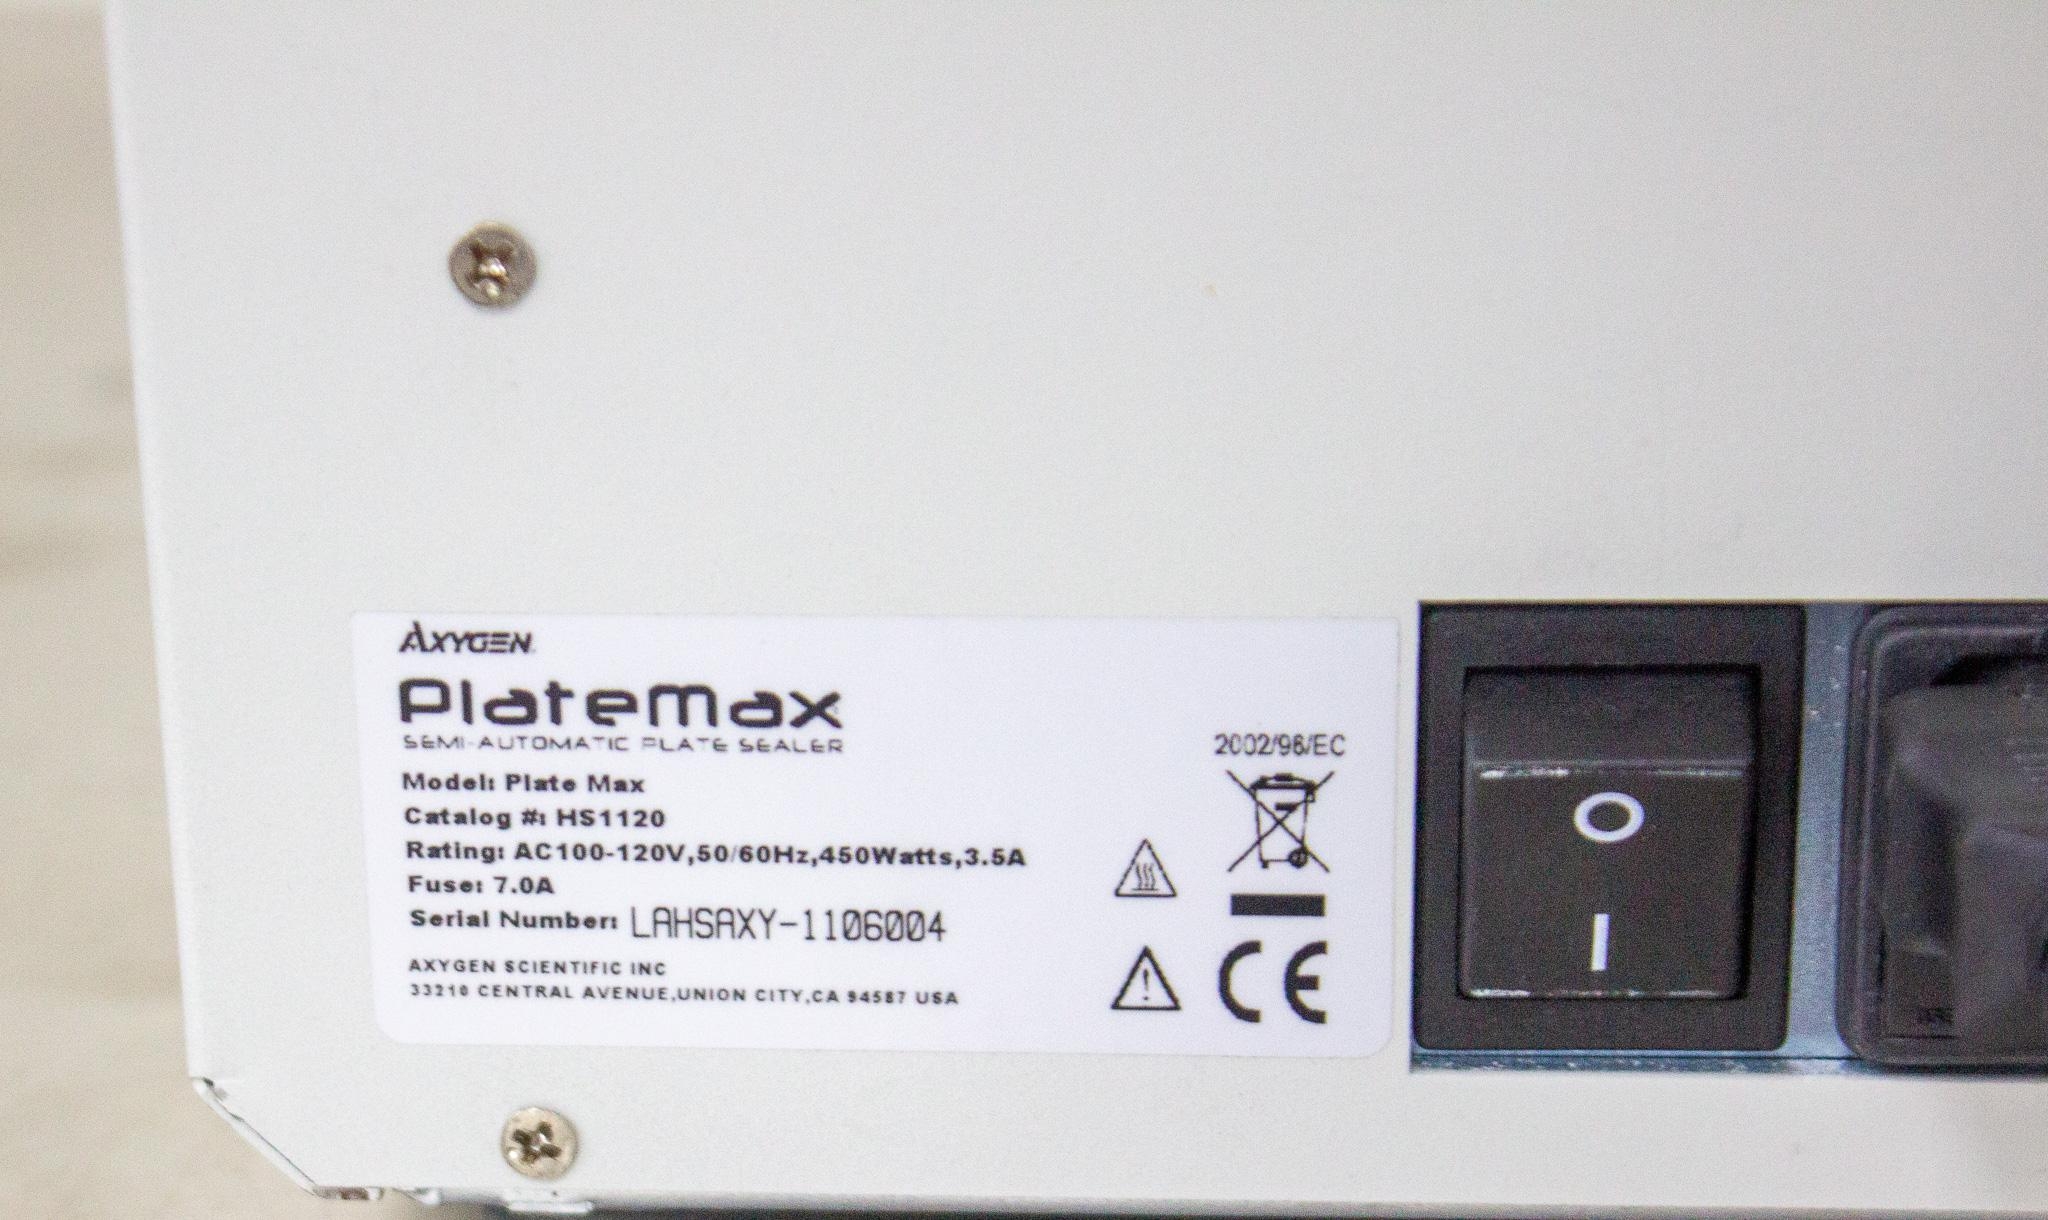 AXYGEN
PlateMax
SEMI-AUTOMATIC PLATE SEALER
Model: Plate Max
Catalog #: HS1120
Rating: AC100-120V,50/60Hz,450Watts,3.5A
Fuse: 7.0A
Serial Number: LAHSAXY-1106004
AXYGEN SCIENTIFIC INC
33210 CENTRAL AVENUE,UNION CITY,CA 94587 USA
2002/96/EC
CE
O
I